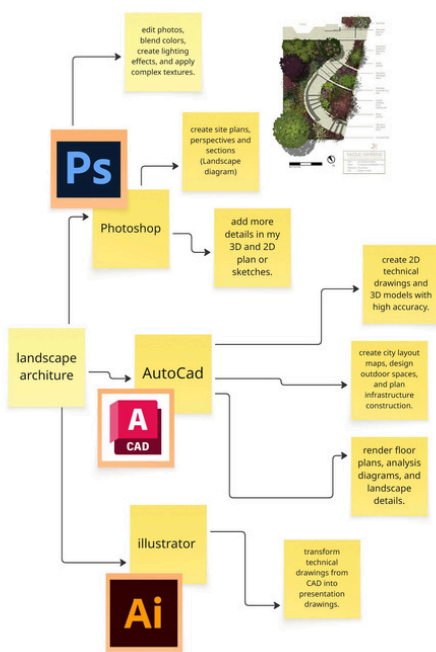 edit photos,
blend colors,
create lighting
effects, and apply
complex textures.
Ps
Photoshop
create site plans,
perspectives and
sections
(Landscape
diagram)
add more
details in my
3D and 2D
plan or
sketches.
landscape
architure
AutoCad
A
CAD
create 2D
technical
drawings and
3D models with
high accuracy.
create city layout
maps, design
outdoor spaces,
and plan
infrastructure
construction.
render floor
plans, analysis
diagrams, and
landscape
details.
illustrator
Ai
transform
technical
drawings from
CAD into
presentation
drawings.